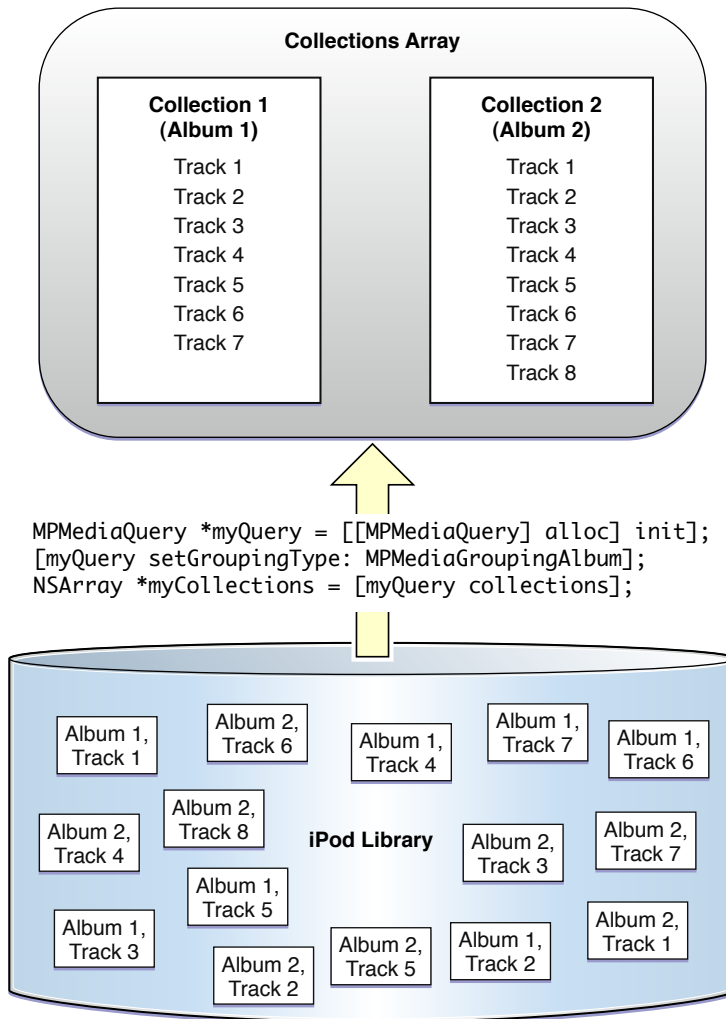 Collections Array
Collection 1
(Album 1)
Track 1
Track 2
Track 3
Track 4
Track 5
Track 6
Track 7
Collection 2
(Album 2)
Track 1
Track 2
Track 3
Track 4
Track 5
Track 6
Track 7
Track 8
MPMediaQuery *myQuery = [[MPMediaQuery] alloc] init];
[myQuery setGroupingType: MPMediaGroupingAlbum];
NSArray *myCollections = [myQuery collections];
Album 1,
Track 1
Album 2,
Track 6
Album 1,
Track 4
Album 1,
Track 7
Album 1,
Track 6
Album 2,
Track 4
Album 2,
Track 8
iPod Library
Album 2,
Track 3
Album 2,
Track 7
Album 1,
Track 5
Album 1,
Track 3
Album 2,
Track 2
Album 2,
Track 5
Album 1,
Track 2
Album 2,
Track 1